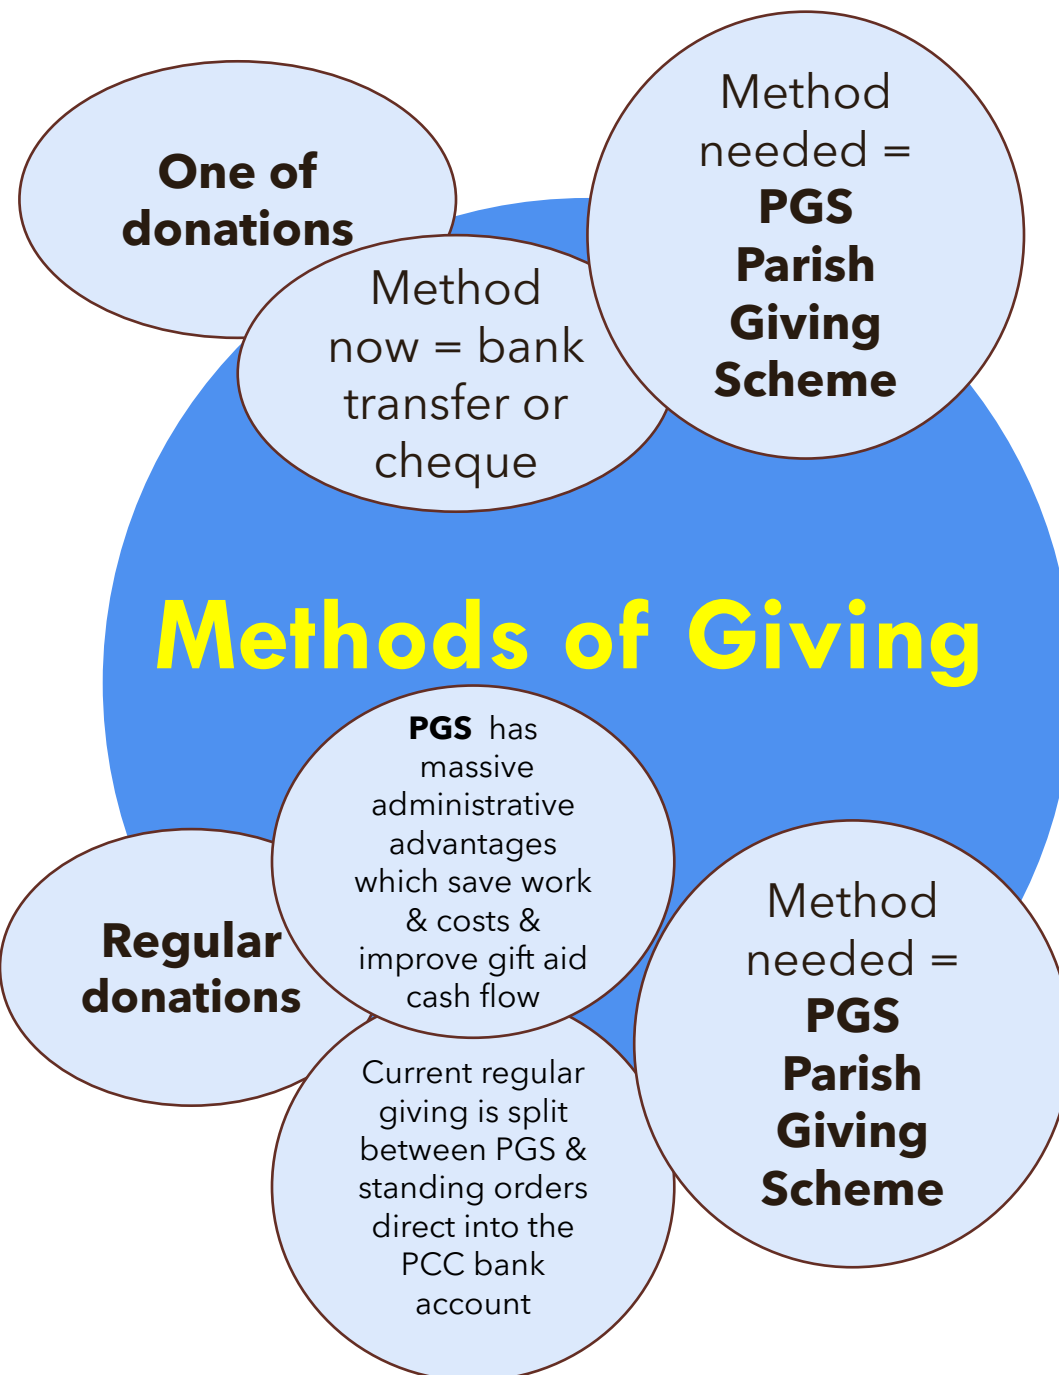 One of
donations
Method
now = bank
transfer or
cheque
Method
needed =
PGS
Parish
Giving
Scheme
Methods of Giving
PGS has
massive
administrative
advantages
which save work
& costs &
improve gift aid
cash flow
Regular
donations
Current regular
giving is split
between PGS &
standing orders
direct into the
PCC bank
account
Method
needed =
PGS
Parish
Giving
Scheme